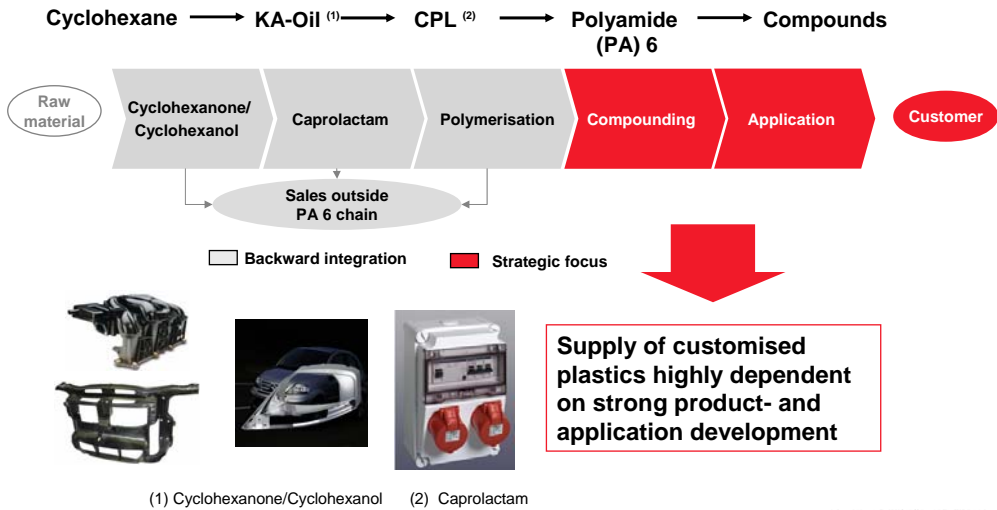 Cyclohexane KA-Oil (1) CPL (2) Polyamide (PA) 6 Compounds
Raw material
Cyclohexanone/
Cyclohexanol
Caprolactam
Polymerisation
Compounding
Application
Customer
Sales outside
PA 6 chain
Backward integration
Strategic focus
Supply of customised
plastics highly dependent
on strong product- and
application development
(1) Cyclohexanone/Cyclohexanol (2) Caprolactam